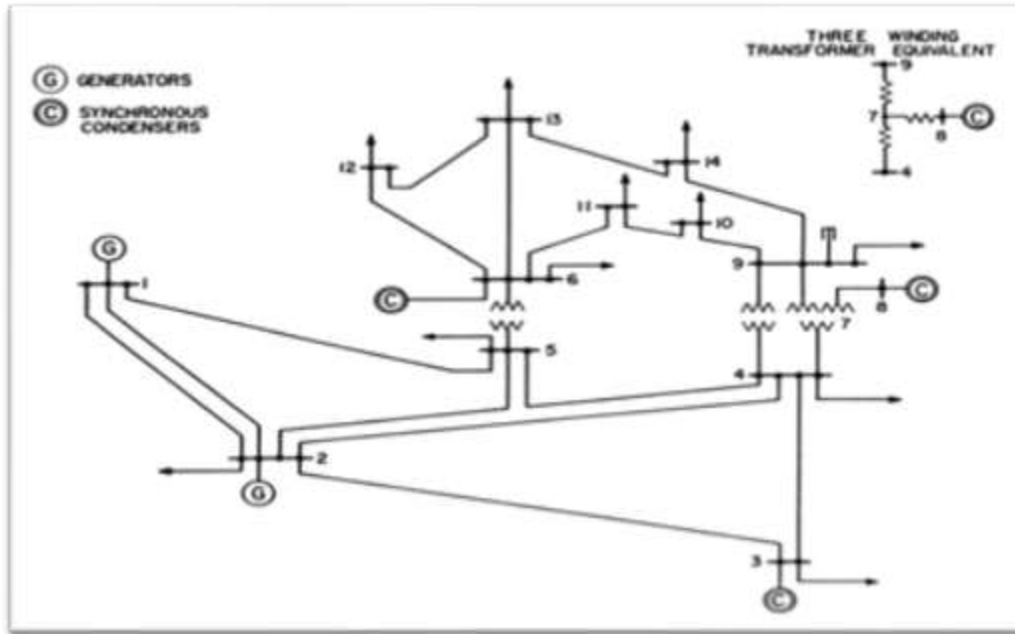 THREE WINDING
TRANSFORMER EQUIVALENT
9
7
8
C
4
G GENERATORS
C SYNCHRONOUS
CONDENSERS
13
12
14
11
10
G
1
9
6
C
C
8
7
5
4
2
G
3
C